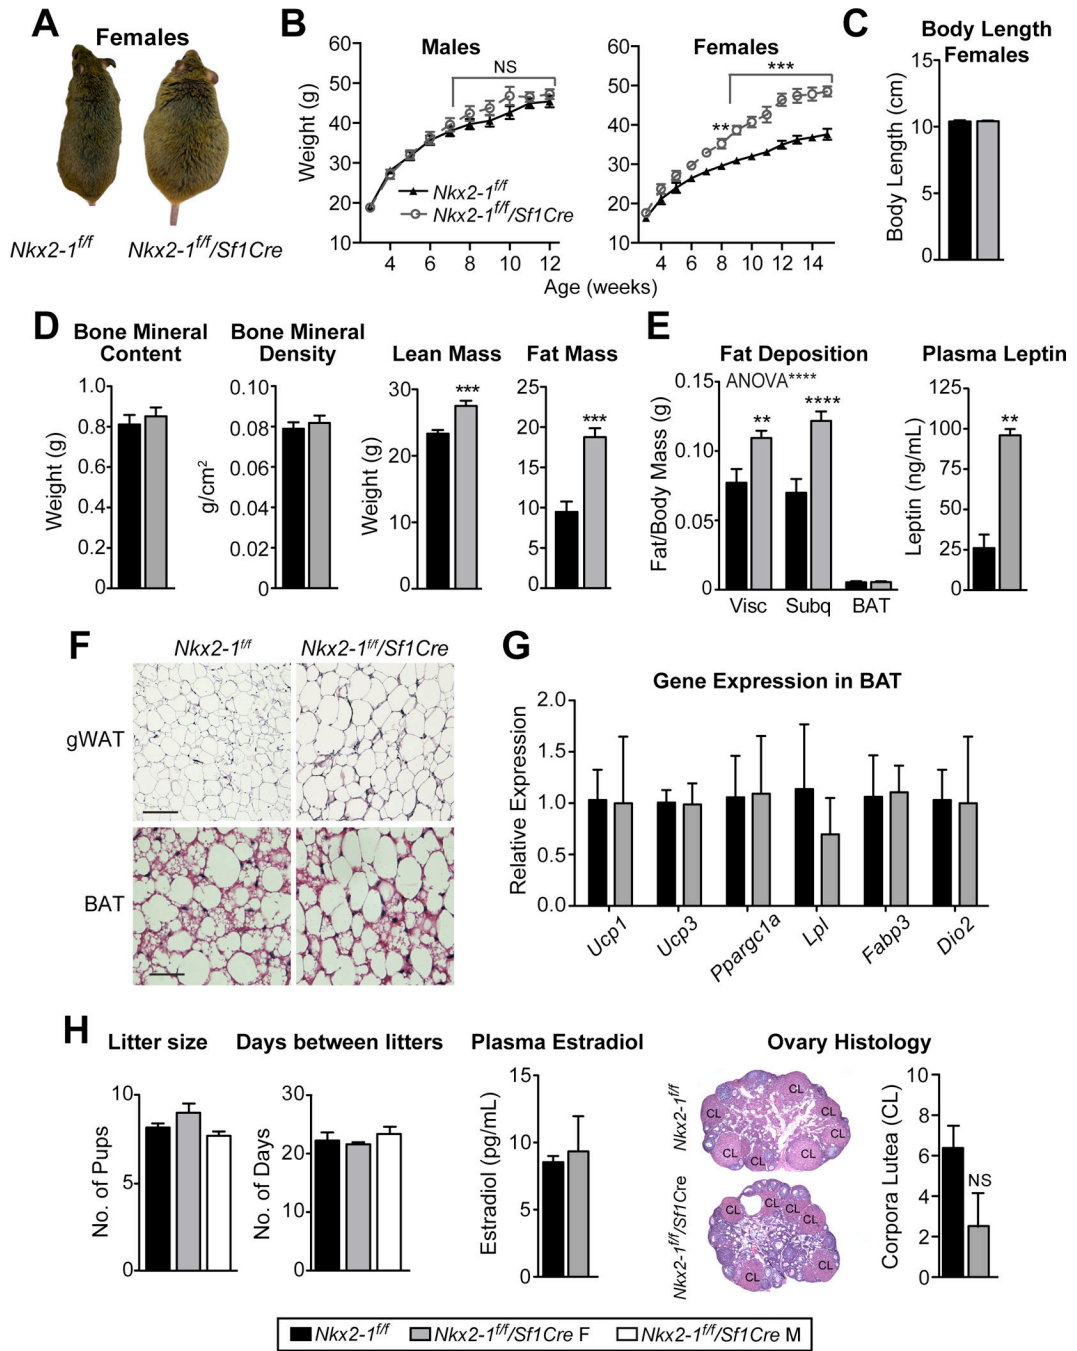 A
Females
Nkx2-1f/f
Nkx2-1f/f/Sf1Cre
B
Males
Females
NS
***
**
Weight (g)
60
50
40
30
20
10
4 6 8 10 12
60
50
40
30
20
10
4 6 8 10 12 14
Nkx2-1f/f
Nkx2-1f/f/Sf1Cre
Age (weeks)
C
Body Length
Females
Body Length (cm)
15
10
5
0
D
Bone Mineral
Content
Weight (g)
1.0
0.8
0.6
0.4
0.2
0
Bone Mineral
Density
g/cm2
0.10
0.08
0.06
0.04
0.02
0
Lean Mass
Weight (g)
30
20
10
0
***
Fat Mass
25
20
15
10
5
0
***
E
Fat Deposition
ANOVA****
Fat/Body Mass (g)
0.15
0.10
0.05
0
**
****
Visc Subq BAT
Plasma Leptin
Leptin (ng/mL)
125
100
75
50
25
0
**
F
Nkx2-1f/f
Nkx2-1f/f/Sf1Cre
gWAT
BAT
G
Gene Expression in BAT
Relative Expression
2.0
1.5
1.0
0.5
0.0
Ucp1 Ucp3 Ppargc1a Lpl Fabp3 Dio2
H
Litter size
No. of Pups
10
5
0
Days between litters
No. of Days
30
20
10
0
Plasma Estradiol
Estradiol (pg/mL)
15
10
5
0
Ovary Histology
Nkx2-1f/f
CL CL
CL CL
CL CL CL
Nkx2-1f/f/Sf1Cre
CL CL CL CL
CL CL
Corpora Lutea (CL)
10
8
6
4
2
0
NS
Nkx2-1f/f Nkx2-1f/f/Sf1Cre F Nkx2-1f/f/Sf1Cre M